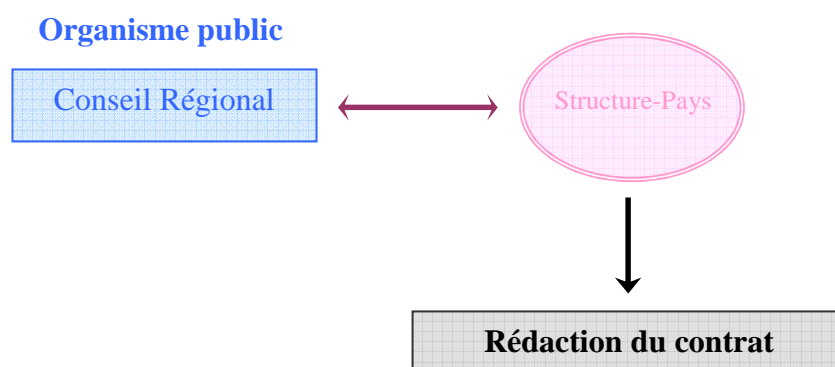 Organisme public
Conseil Régional
Structure-Pays
Rédaction du contrat